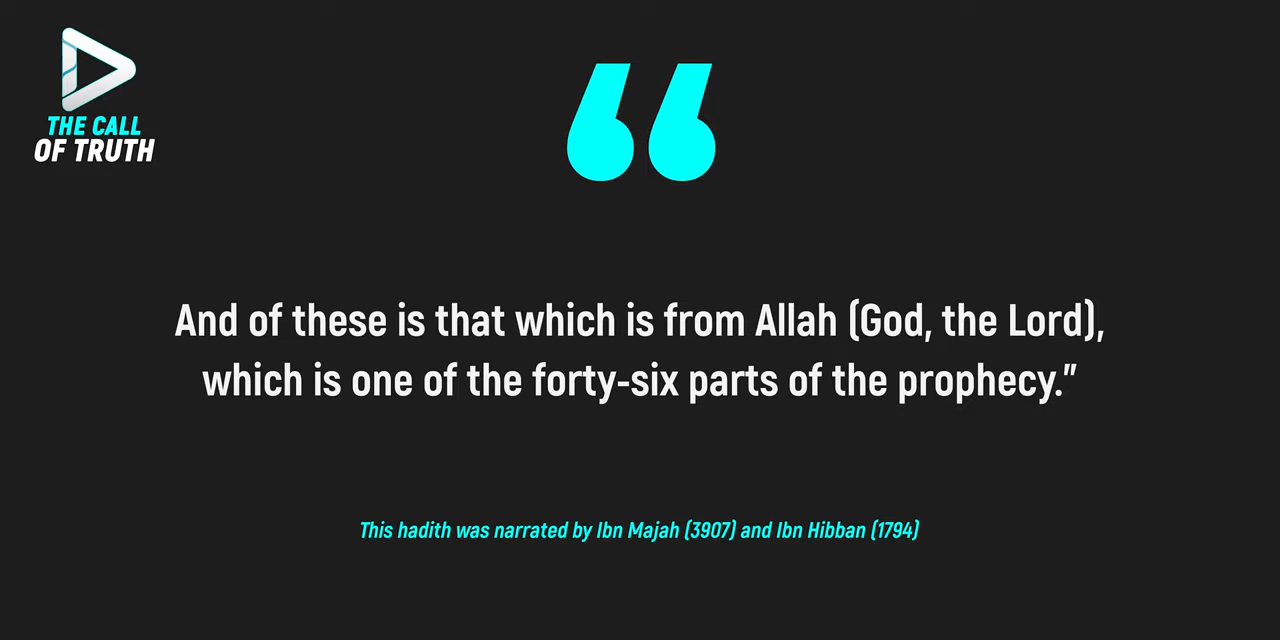 THE CALL
OF TRUTH
“
And of these is that which is from Allah (God, the Lord),
which is one of the forty-six parts of the prophecy.”
This hadith was narrated by Ibn Majah (3907) and Ibn Hibban (1794)